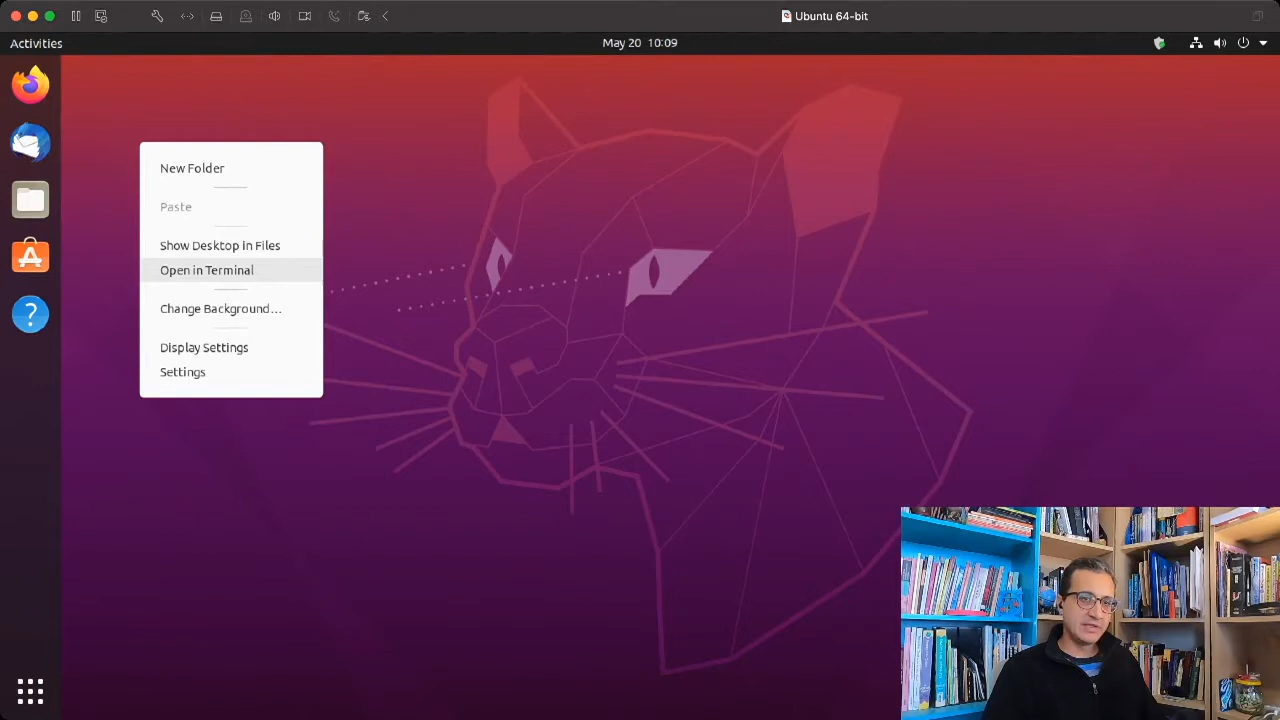 Ubuntu 64-bit
Activities
May 20 10:09
New Folder
Paste
Show Desktop in Files
Open in Terminal
Change Background…
Display Settings
Settings